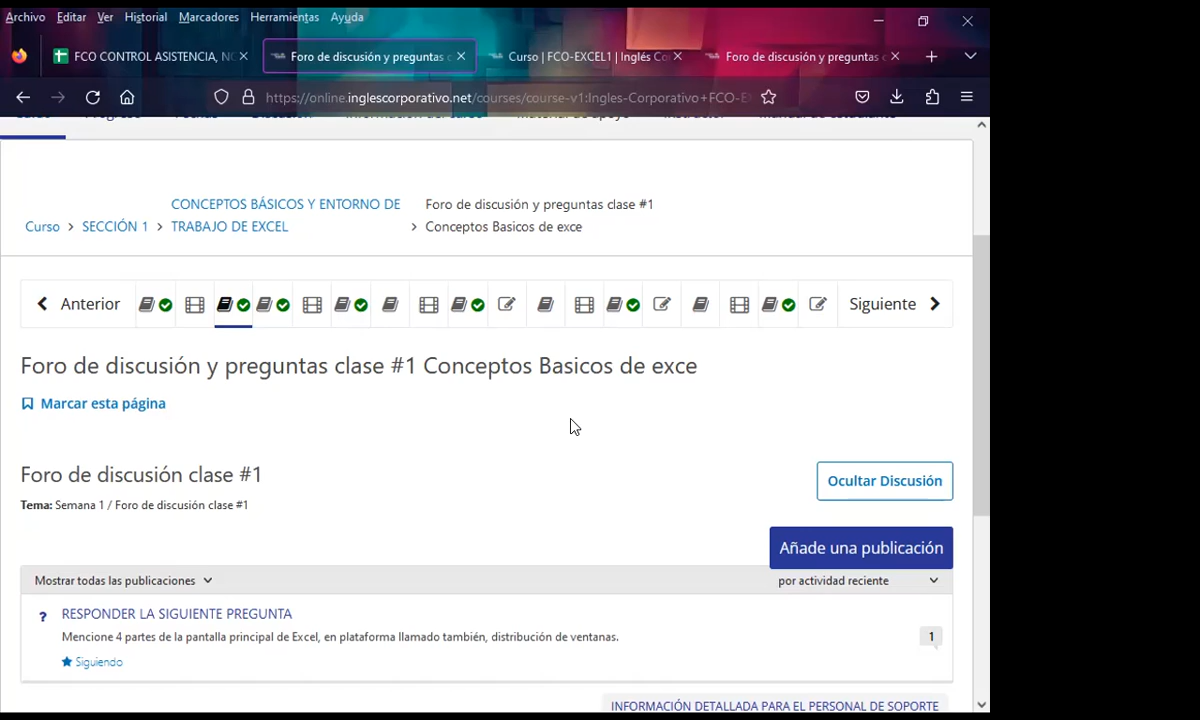 Archivo Editar Ver Historial Marcadores Herramientas Ayuda
FCO CONTROL ASISTENCIA, NC
Foro de discusión y preguntas c
Curso | FCO-EXCEL1 | Inglés Co
Foro de discusión y preguntas c
https://online.inglescorporativo.net/courses/course-v1:Ingles-Corporativo+FCO-E
Curso > SECCIÓN 1 > CONCEPTOS BÁSICOS Y ENTORNO DE
TRABAJO DE EXCEL > Foro de discusión y preguntas clase #1
Conceptos Basicos de exce
Anterior
Siguiente
Foro de discusión y preguntas clase #1 Conceptos Basicos de exce
Marcar esta página
Foro de discusión clase #1
Ocultar Discusión
Tema: Semana 1 / Foro de discusión clase #1
Añade una publicación
Mostrar todas las publicaciones
por actividad reciente
? RESPONDER LA SIGUIENTE PREGUNTA
Mencione 4 partes de la pantalla principal de Excel, en plataforma llamado también, distribución de ventanas.
1
Siguiendo
INFORMACIÓN DETALLADA PARA EL PERSONAL DE SOPORTE